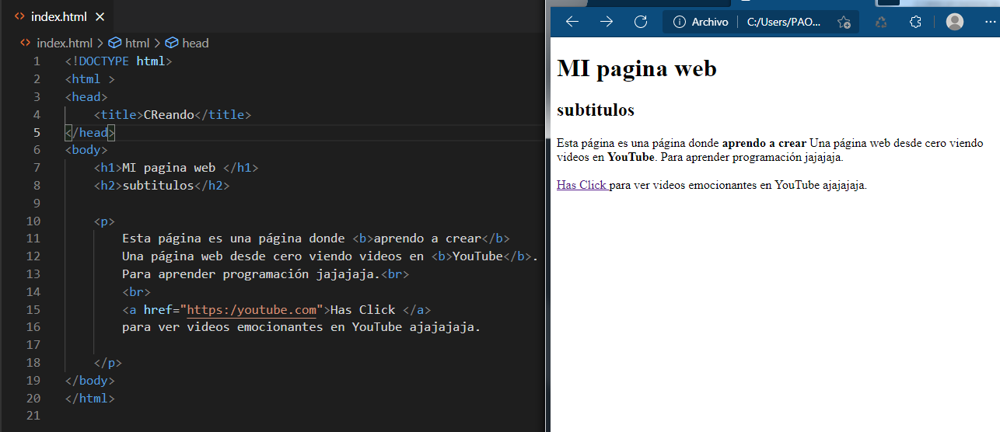 index.html
index.html > html > head
1 <!DOCTYPE html>
2 <html >
3 <head>
4 <title>CReando</title>
5 </head>
6 <body>
7 <h1>MI pagina web </h1>
8 <h2>subtitulos</h2>
9
10 <p>
11 Esta página es una página donde <b>aprendo a crear</b>
12 Una página web desde cero viendo videos en <b>YouTube</b>.
13 Para aprender programación jajajaja.<br>
14 <br>
15 <a href="https:/youtube.com">Has Click </a>
16 para ver videos emocionantes en YouTube ajajajaja.
17
18 </p>
19 </body>
20 </html>
21
Archivo C:/Users/PAO...
MI pagina web
subtitulos
Esta página es una página donde aprendo a crear Una página web desde cero viendo
videos en YouTube. Para aprender programación jajajaja.
Has Click para ver videos emocionantes en YouTube ajajajaja.